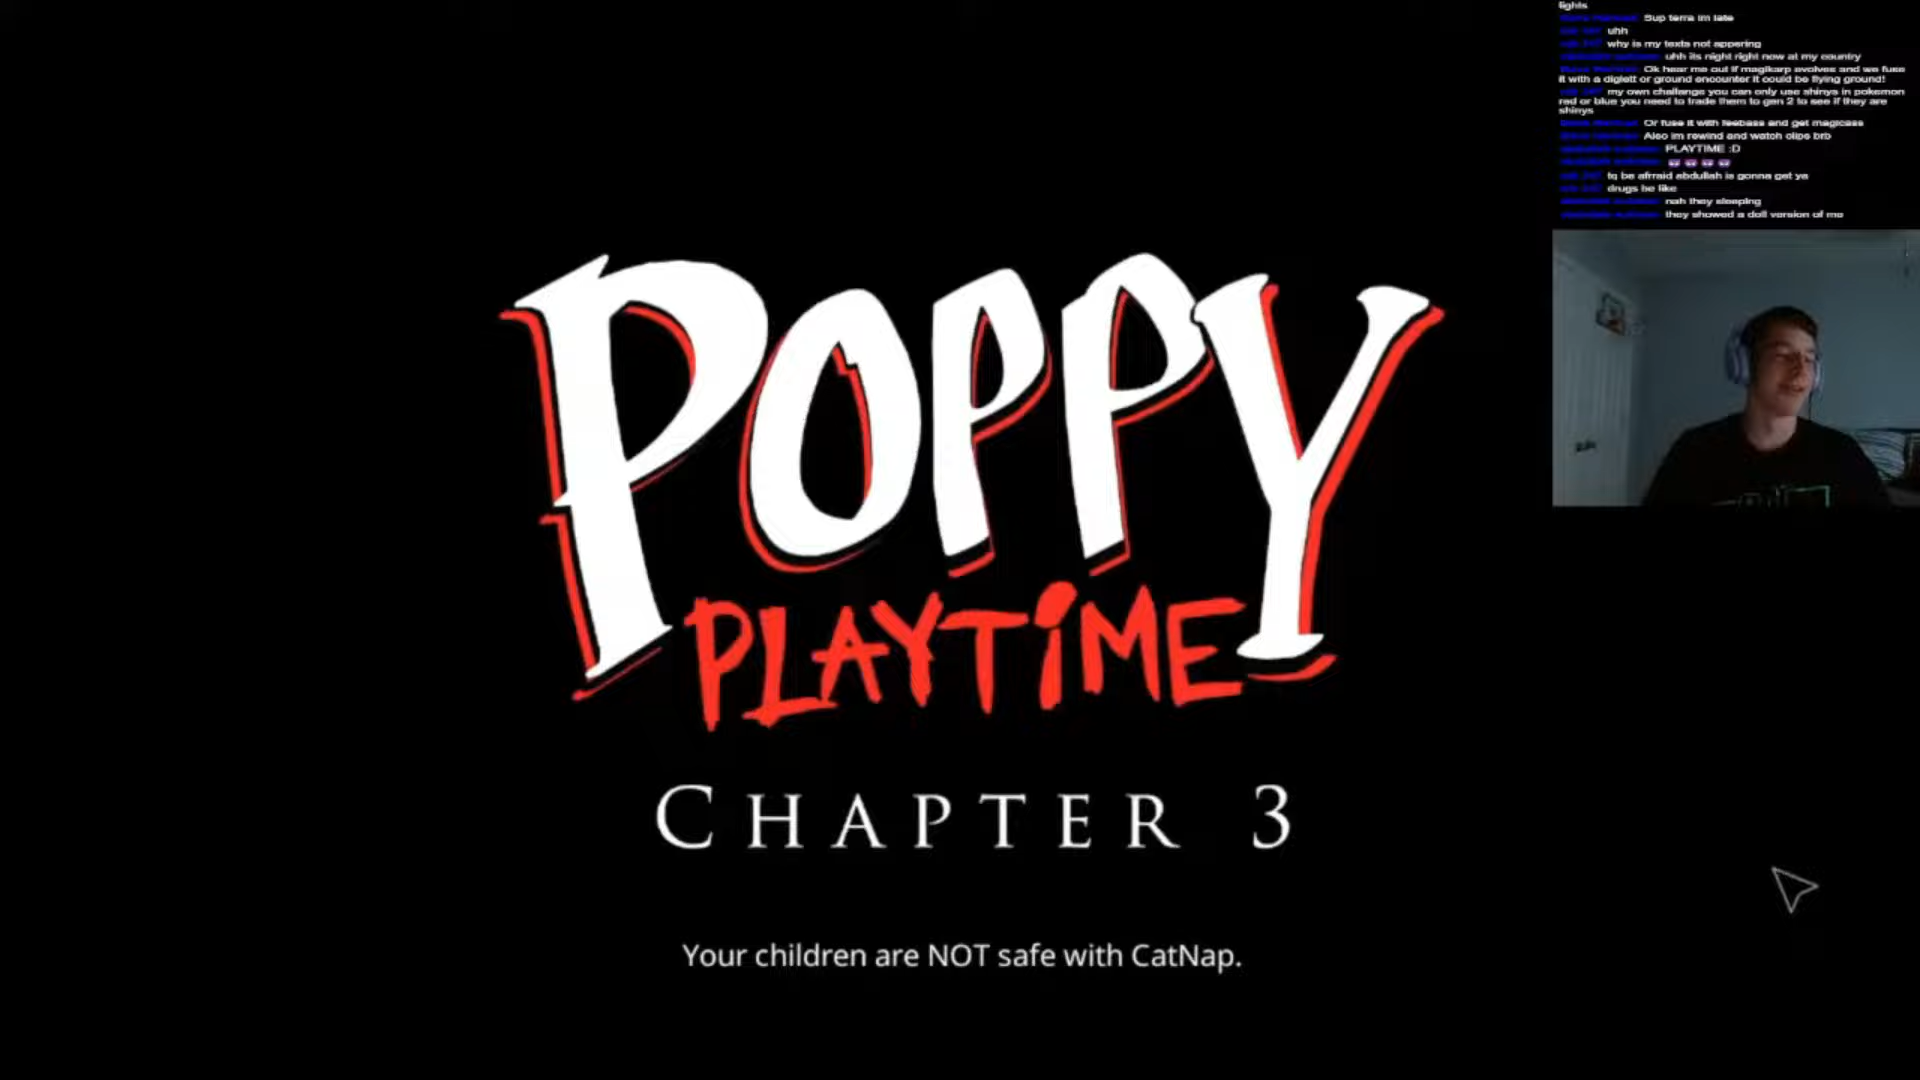 POPPY
PLAYTIME
CHAPTER 3
Your children are NOT safe with CatNap.
lights
Sup terra im late
uhh
why is my texts not appering
uhh its night right now at my country
Ok hear me out if magikarp evolves and we fuse
it with a diglett or ground encounter it could be flying ground!
my own challange you can only use shinys in pokemon
red or blue you need to trade them to gen 2 to see if they are
shinys
Or fuse it with feebass and get magicass
Also im rewind and watch clips brb
PLAYTIME :D
to be afrraid abdullah is gonna get ya
drugs be like
nah they sleeping
they showed a doll version of me